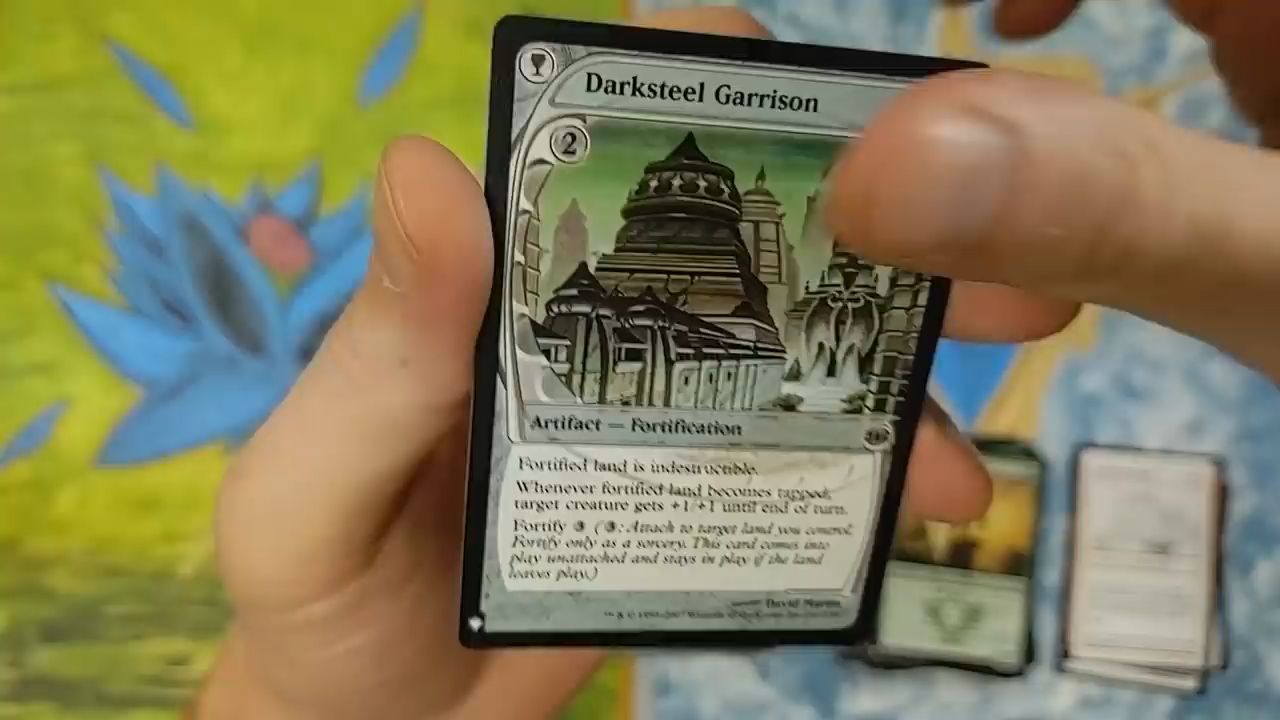 Darksteel Garrison
2
Artifact — Fortification
Fortified land is indestructible.
Whenever fortified land becomes tapped,
target creature gets +1/+1 until end of turn.
Fortify 3 (3: Attach to target land you control.
Fortify only as a sorcery. This card comes into
play unattached and stays in play if the land
leaves play.)
David Martin